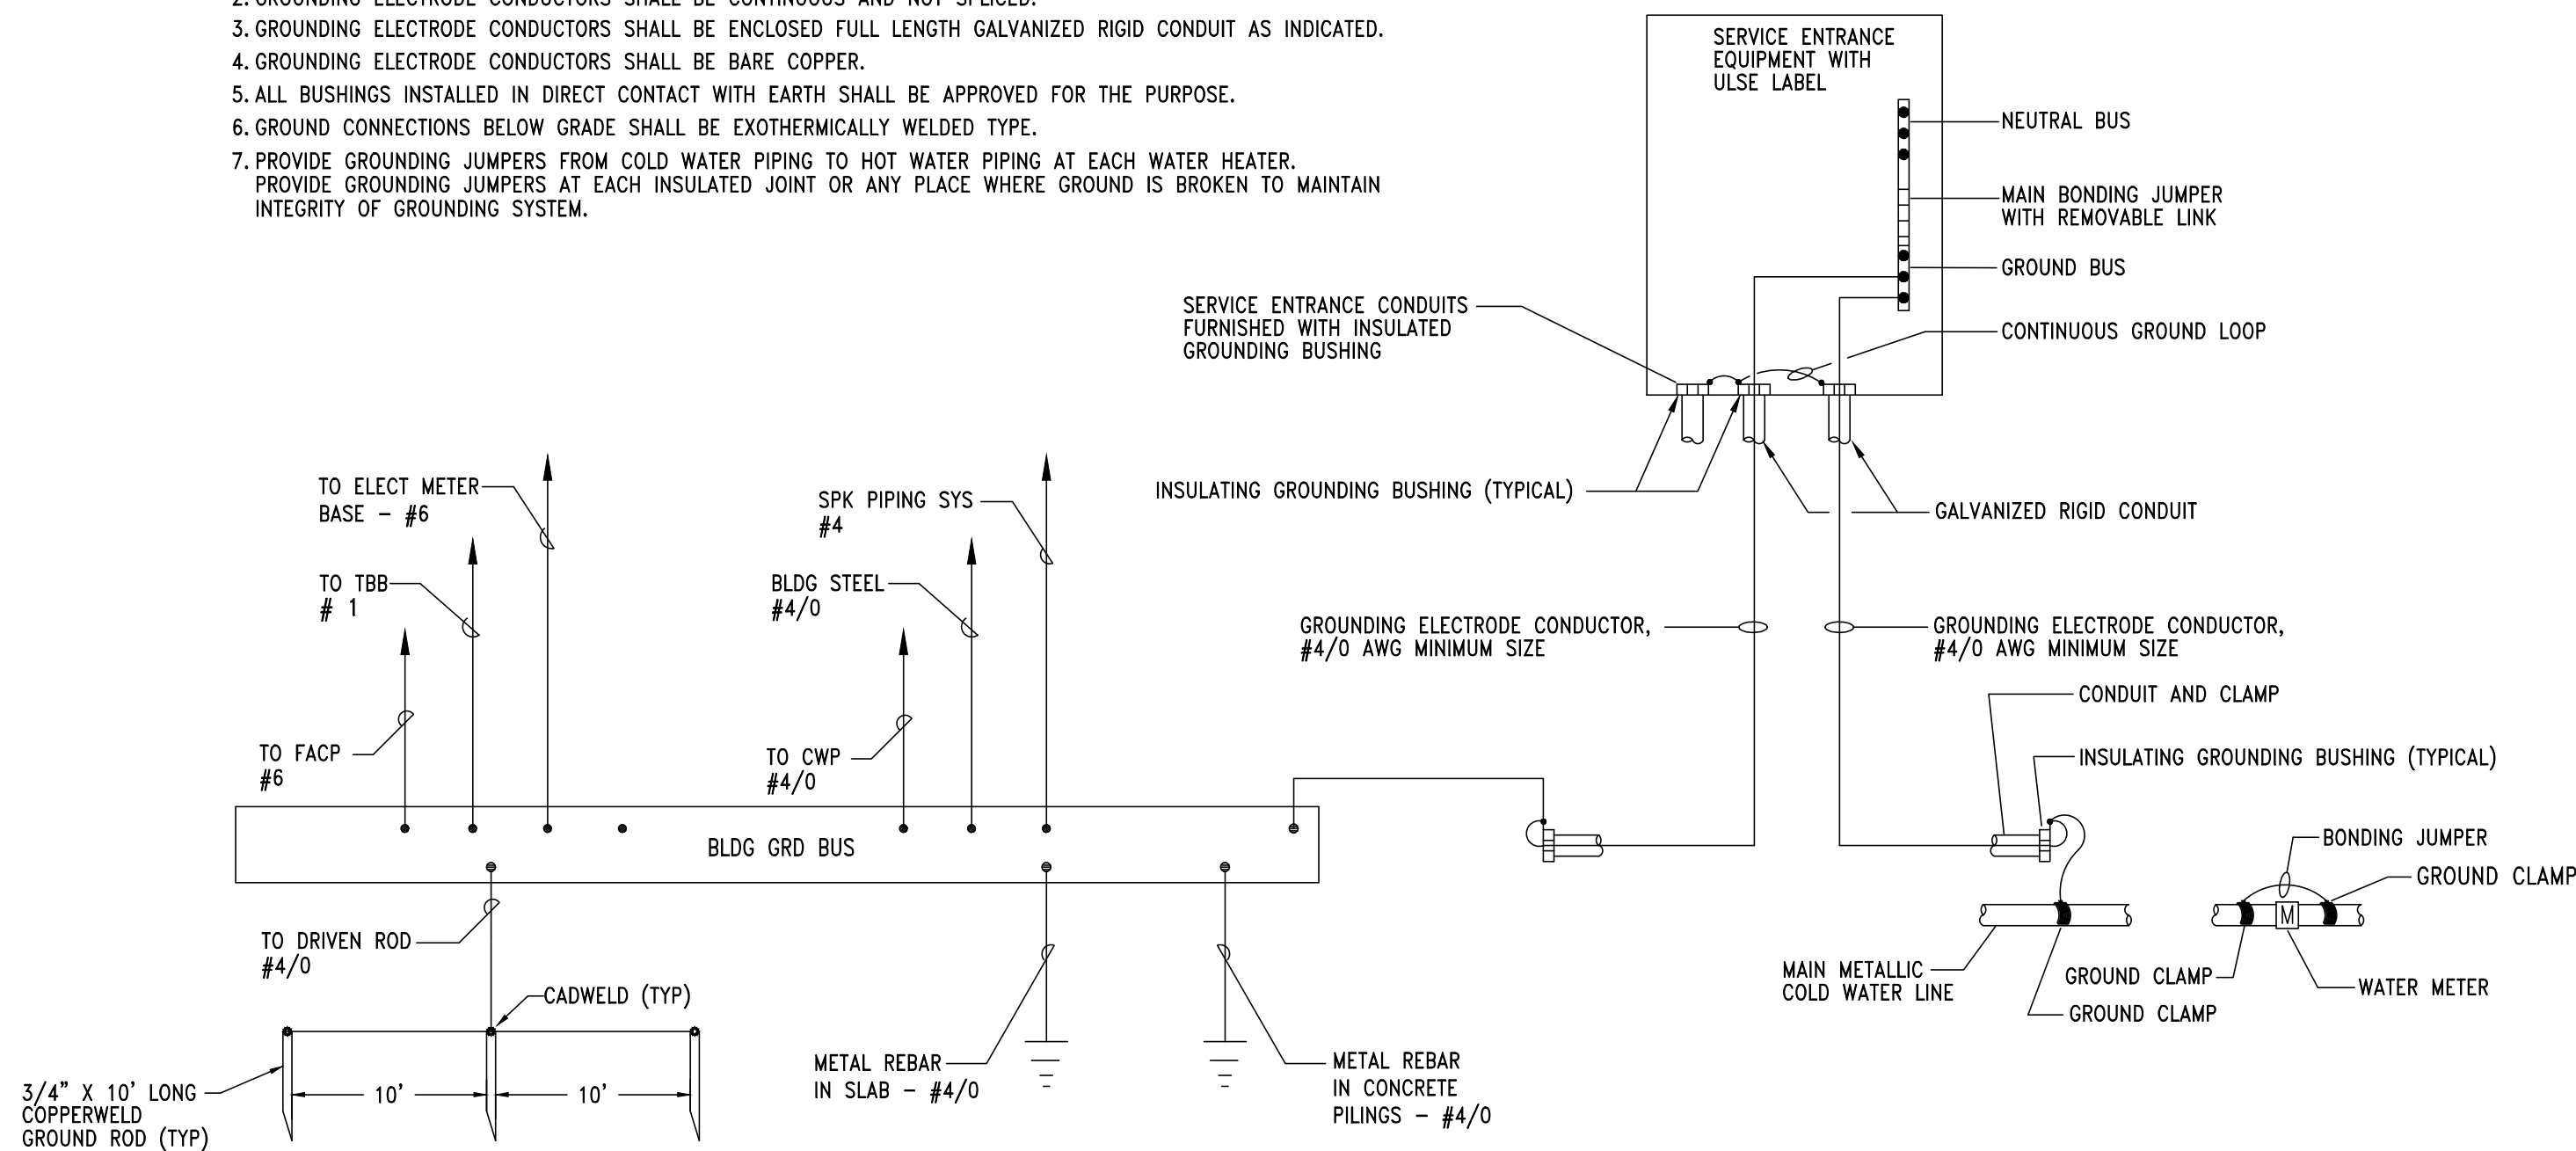 2. GROUNDING ELECTRODE CONDUCTORS SHALL BE CONTINUOUS AND NOT SPLICED.
3. GROUNDING ELECTRODE CONDUCTORS SHALL BE ENCLOSED FULL LENGTH GALVANIZED RIGID CONDUIT AS INDICATED.
4. GROUNDING ELECTRODE CONDUCTORS SHALL BE BARE COPPER.
5. ALL BUSHINGS INSTALLED IN DIRECT CONTACT WITH EARTH SHALL BE APPROVED FOR THE PURPOSE.
6. GROUND CONNECTIONS BELOW GRADE SHALL BE EXOTHERMICALLY WELDED TYPE.
7. PROVIDE GROUNDING JUMPERS FROM COLD WATER PIPING TO HOT WATER PIPING AT EACH WATER HEATER.
PROVIDE GROUNDING JUMPERS AT EACH INSULATED JOINT OR ANY PLACE WHERE GROUND IS BROKEN TO MAINTAIN
INTEGRITY OF GROUNDING SYSTEM.
SERVICE ENTRANCE
EQUIPMENT WITH
ULSE LABEL
NEUTRAL BUS
MAIN BONDING JUMPER
WITH REMOVABLE LINK
GROUND BUS
CONTINUOUS GROUND LOOP
SERVICE ENTRANCE CONDUITS
FURNISHED WITH INSULATED
GROUNDING BUSHING
INSULATING GROUNDING BUSHING (TYPICAL)
GALVANIZED RIGID CONDUIT
TO ELECT METER
BASE - #6
TO TBB
# 1
TO FACP
#6
SPK PIPING SYS
#4
BLDG STEEL
#4/0
TO CWP
#4/0
GROUNDING ELECTRODE CONDUCTOR,
#4/0 AWG MINIMUM SIZE
GROUNDING ELECTRODE CONDUCTOR,
#4/0 AWG MINIMUM SIZE
CONDUIT AND CLAMP
INSULATING GROUNDING BUSHING (TYPICAL)
BLDG GRD BUS
BONDING JUMPER
GROUND CLAMP
M
GROUND CLAMP
WATER METER
MAIN METALLIC
COLD WATER LINE
GROUND CLAMP
TO DRIVEN ROD
#4/0
CADWELD (TYP)
10'
10'
3/4" X 10' LONG
COPPERWELD
GROUND ROD (TYP)
METAL REBAR
IN SLAB - #4/0
METAL REBAR
IN CONCRETE
PILINGS - #4/0